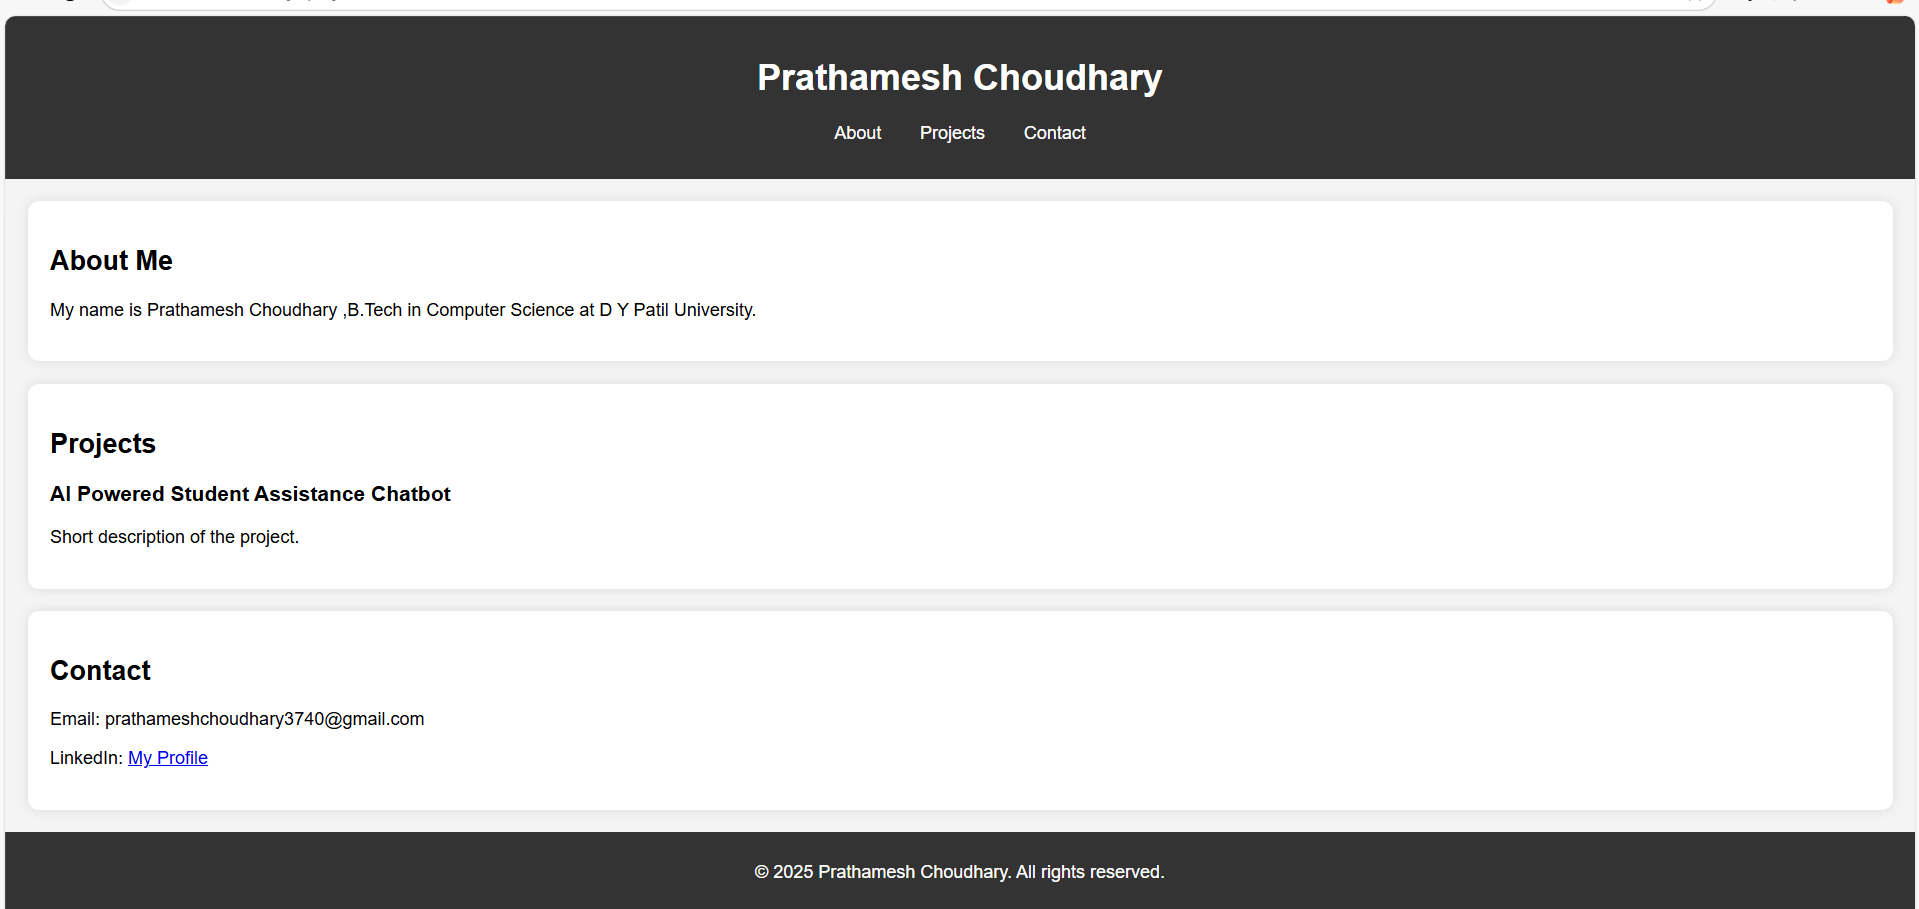 Prathamesh Choudhary
About Projects Contact
About Me
My name is Prathamesh Choudhary ,B.Tech in Computer Science at D Y Patil University.
Projects
AI Powered Student Assistance Chatbot
Short description of the project.
Contact
Email: prathameshchoudhary3740@gmail.com
LinkedIn: My Profile
© 2025 Prathamesh Choudhary. All rights reserved.